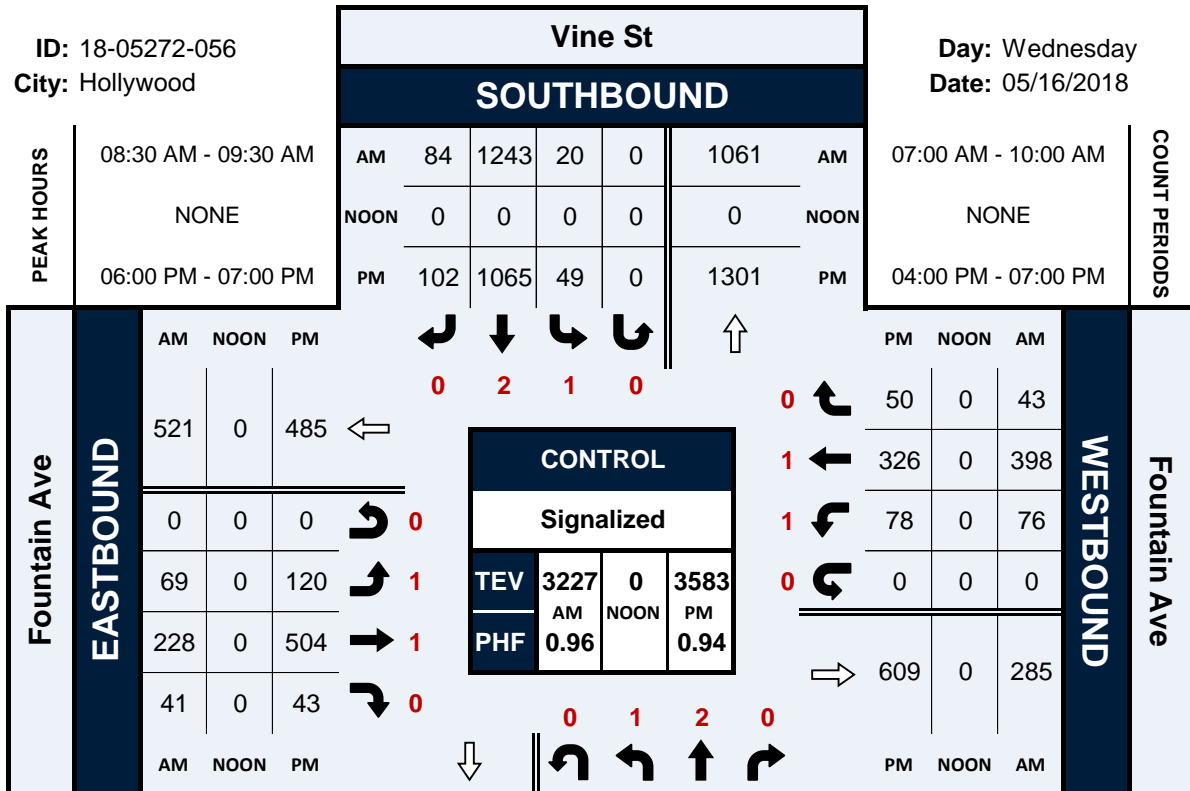 ID: 18-05272-056
City: Hollywood
Vine St
SOUTHBOUND
Day: Wednesday
Date: 05/16/2018
PEAK HOURS
08:30 AM - 09:30 AM
NONE
06:00 PM - 07:00 PM
AM 84 1243 20 0 1061 AM
NOON 0 0 0 0 0 NOON
PM 102 1065 49 0 1301 PM
0 2 1 0
07:00 AM - 10:00 AM
NONE
04:00 PM - 07:00 PM
COUNT PERIODS
Fountain Ave
EASTBOUND
AM NOON PM
521 0 485
0 0 0 0
69 0 120 1
228 0 504 1
41 0 43 0
AM NOON PM
CONTROL
Signalized
TEV 3227 0 3583
AM NOON PM
PHF 0.96 0.94
PM NOON AM
0 50 0 43
1 326 0 398
1 78 0 76
0 0 0 0
609 0 285
PM NOON AM
WESTBOUND
Fountain Ave
0 1 2 0